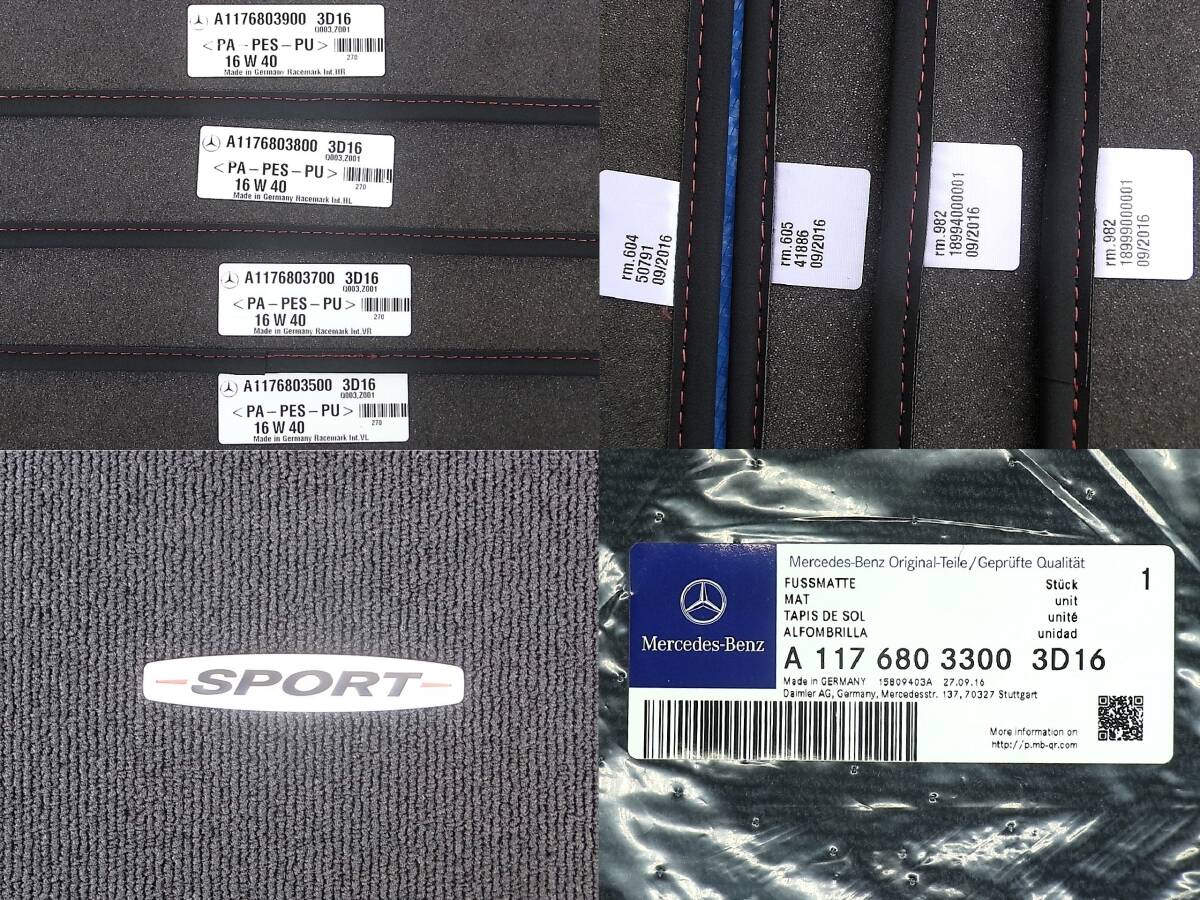 A1176803900 3D16
Q003,Z001
<PA-PES-PU>
270
16 W 40
Made in Germany Racemark Int.HR
A1176803800 3D16
Q003,Z001
<PA-PES-PU>
270
16 W 40
Made in Germany Racemark Int.HL
A1176803700 3D16
Q003,Z001
<PA-PES-PU>
270
16 W 40
Made in Germany Racemark Int.VR
A1176803500 3D16
Q003,Z001
<PA-PES-PU>
270
16 W 40
Made in Germany Racemark Int.VL
rm.604
50791
09/2016
rm.605
41886
09/2016
rm.982
18994000001
09/2016
rm.982
18999000001
09/2016
SPORT
Mercedes-Benz
Mercedes-Benz Original-Teile/Geprüfte Qualität
FUSSMATTE Stück 1
MAT unit
TAPIS DE SOL unité
ALFOMBRILLA unidad
A 117 680 3300 3D16
Made in GERMANY 15809403A 27.09.16
Daimler AG, Germany, Mercedesstr. 137, 70327 Stuttgart
More information on
http://p.mb-qr.com